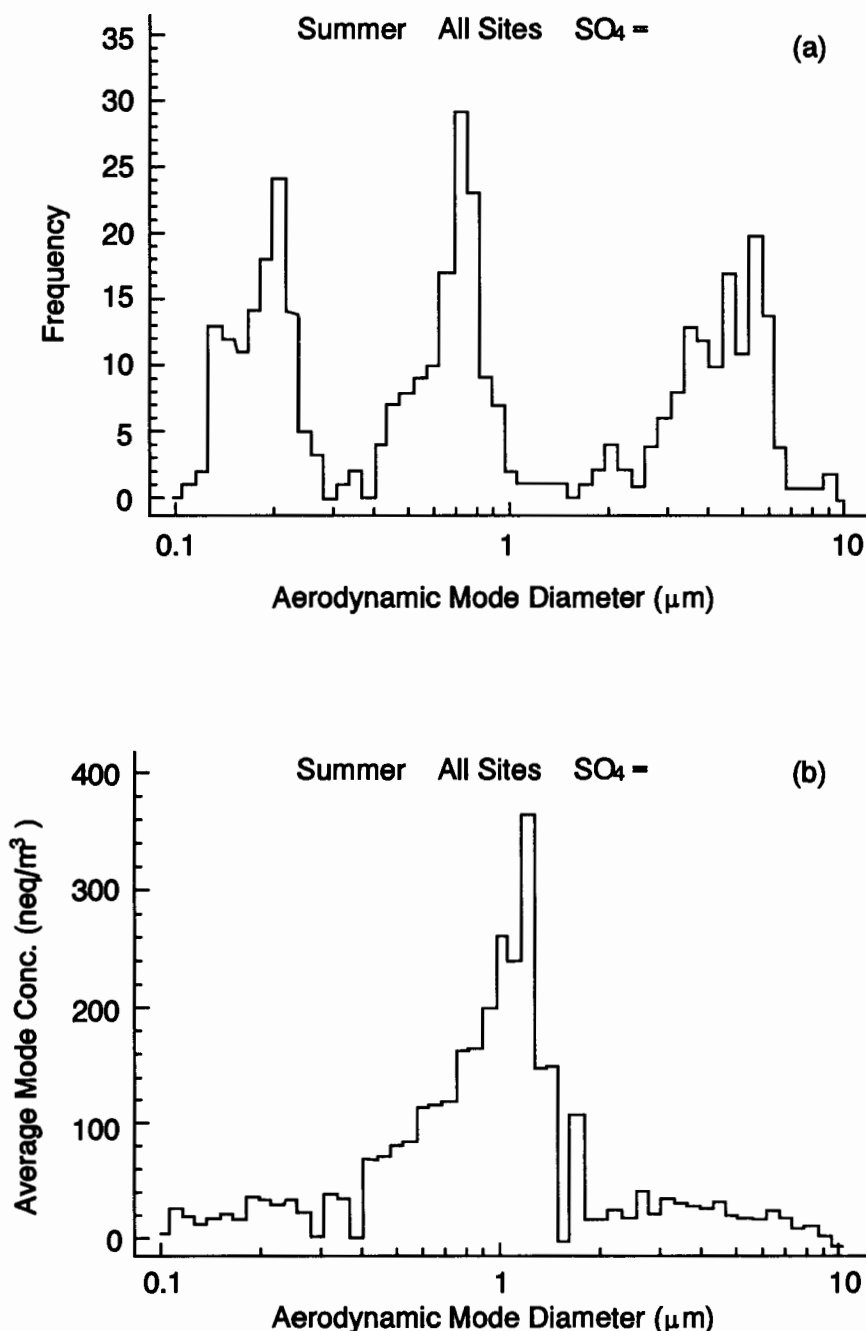 Summer All Sites SO₄ =
(a)
35
30
25
20
15
10
5
0
Frequency
0.1 1 10
Aerodynamic Mode Diameter (μm)
Summer All Sites SO₄ =
(b)
400
300
200
100
0
Average Mode Conc. (neq/m³)
0.1 1 10
Aerodynamic Mode Diameter (μm)